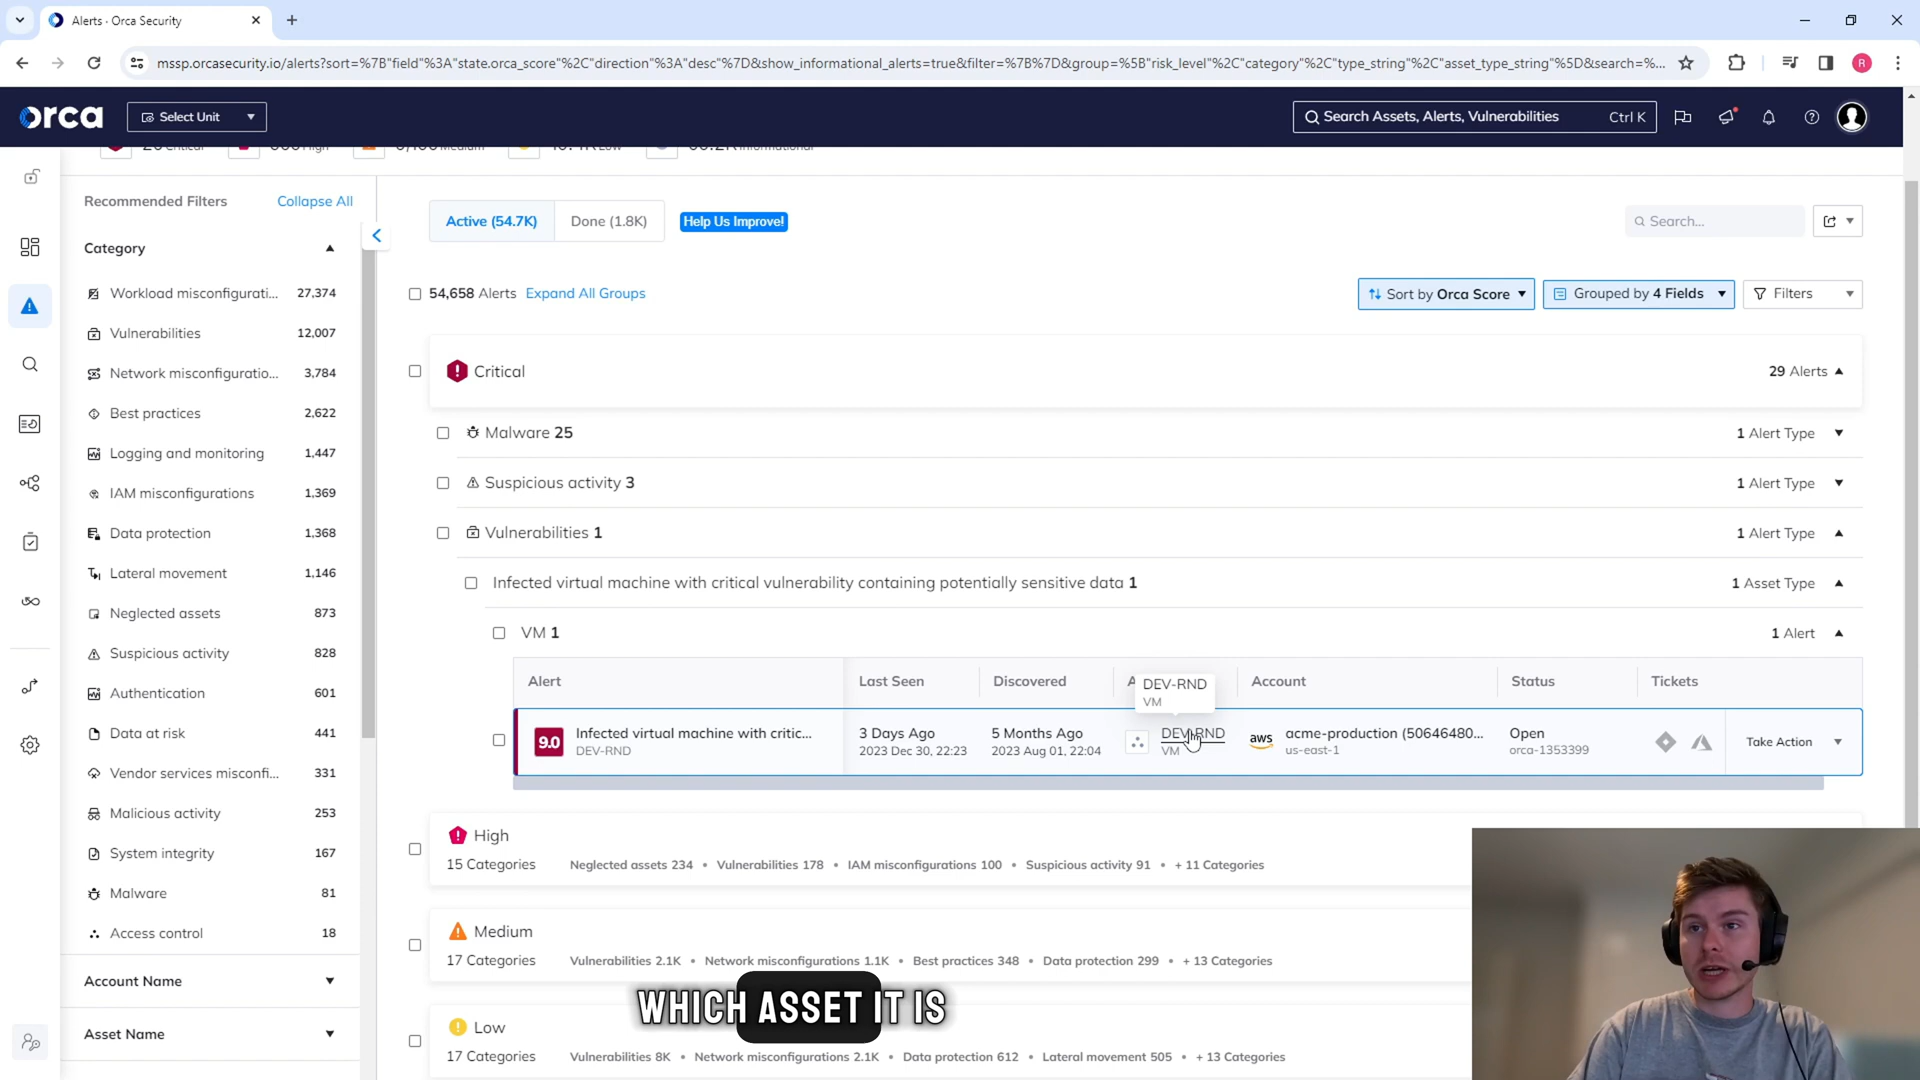 Alerts - Orca Security
mssp.orcasecurity.io/alerts?sort=%7B"field"%3A"state.orca_score"%2C"direction"%3A"desc"%7D&show_informational_alerts=true&filter=%7B%7D&group=%5B"risk_level"%2C"category"%2C"type_string"%2C"asset_type_string"%5D&search=%...
R
orca
Select Unit
Search Assets, Alerts, Vulnerabilities Ctrl K
Recommended Filters Collapse All
Category
Workload misconfigurati... 27,374
Vulnerabilities 12,007
Network misconfiguratio... 3,784
Best practices 2,622
Logging and monitoring 1,447
IAM misconfigurations 1,369
Data protection 1,368
Lateral movement 1,146
Neglected assets 873
Suspicious activity 828
Authentication 601
Data at risk 441
Vendor services misconfi... 331
Malicious activity 253
System integrity 167
Malware 81
Access control 18
Account Name
Asset Name
Active (54.7K) Done (1.8K) Help Us Improve!
Search...
54,658 Alerts Expand All Groups
Sort by Orca Score Grouped by 4 Fields Filters
Critical 29 Alerts
Malware 25 1 Alert Type
Suspicious activity 3 1 Alert Type
Vulnerabilities 1 1 Alert Type
Infected virtual machine with critical vulnerability containing potentially sensitive data 1 1 Asset Type
VM 1 1 Alert
Alert Last Seen Discovered Account Status Tickets
DEV-RND
VM
9.0 Infected virtual machine with critic... 3 Days Ago 5 Months Ago DEV-RND aws acme-production (50646480... Open Take Action
DEV-RND 2023 Dec 30, 22:23 2023 Aug 01, 22:04 VM us-east-1 orca-1353399
High
15 Categories Neglected assets 234 • Vulnerabilities 178 • IAM misconfigurations 100 • Suspicious activity 91 • + 11 Categories
Medium
17 Categories Vulnerabilities 2.1K • Network misconfigurations 1.1K • Best practices 348 • Data protection 299 • + 13 Categories
WHICH ASSET IT IS
Low
17 Categories Vulnerabilities 8K • Network misconfigurations 2.1K • Data protection 612 • Lateral movement 505 • + 13 Categories